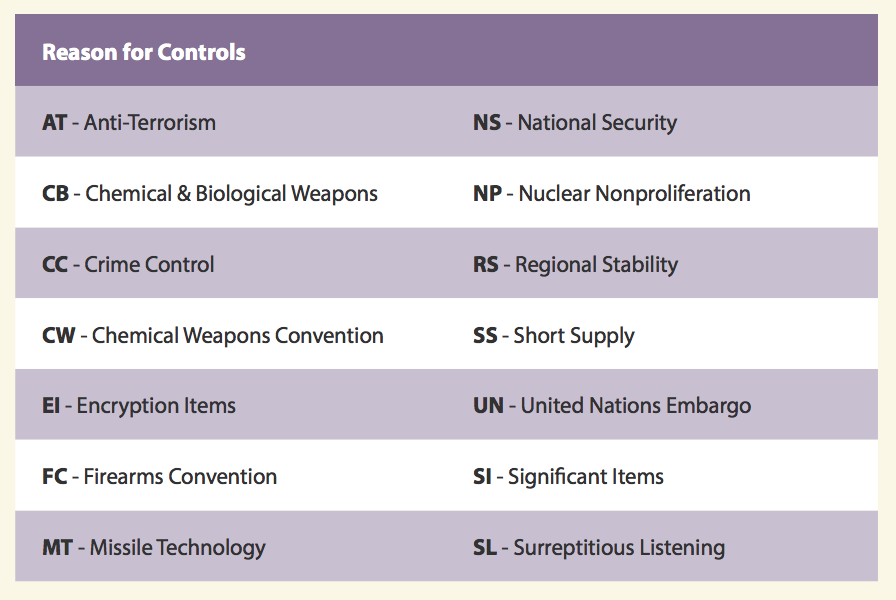 Reason for Controls
AT - Anti-Terrorism
NS - National Security
CB - Chemical & Biological Weapons
NP - Nuclear Nonproliferation
CC - Crime Control
RS - Regional Stability
CW - Chemical Weapons Convention
SS - Short Supply
EI - Encryption Items
UN - United Nations Embargo
FC - Firearms Convention
SI - Significant Items
MT - Missile Technology
SL - Surreptitious Listening